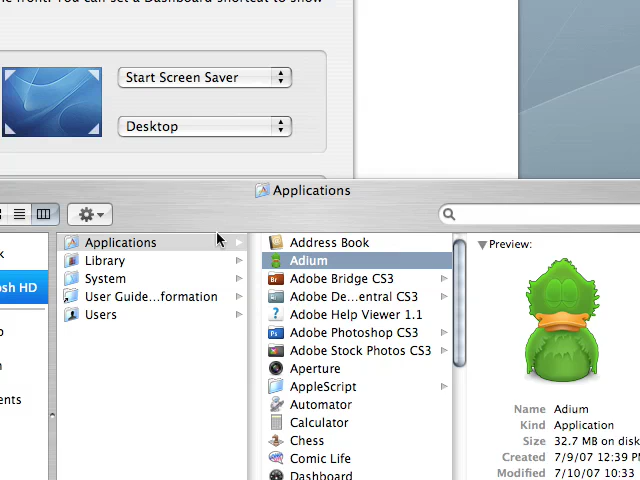 the front. You can set a Dashboard shortcut to show
Start Screen Saver
Desktop
Applications
Applications
Library
System
User Guide...formation
Users
osh HD
ents
Address Book
Adium
Adobe Bridge CS3
Adobe De...entral CS3
Adobe Help Viewer 1.1
Adobe Photoshop CS3
Adobe Stock Photos CS3
Aperture
AppleScript
Automator
Calculator
Chess
Comic Life
Dashboard
Preview:
Name Adium
Kind Application
Size 32.7 MB on disk
Created 7/9/07 12:39 PM
Modified 7/10/07 10:33